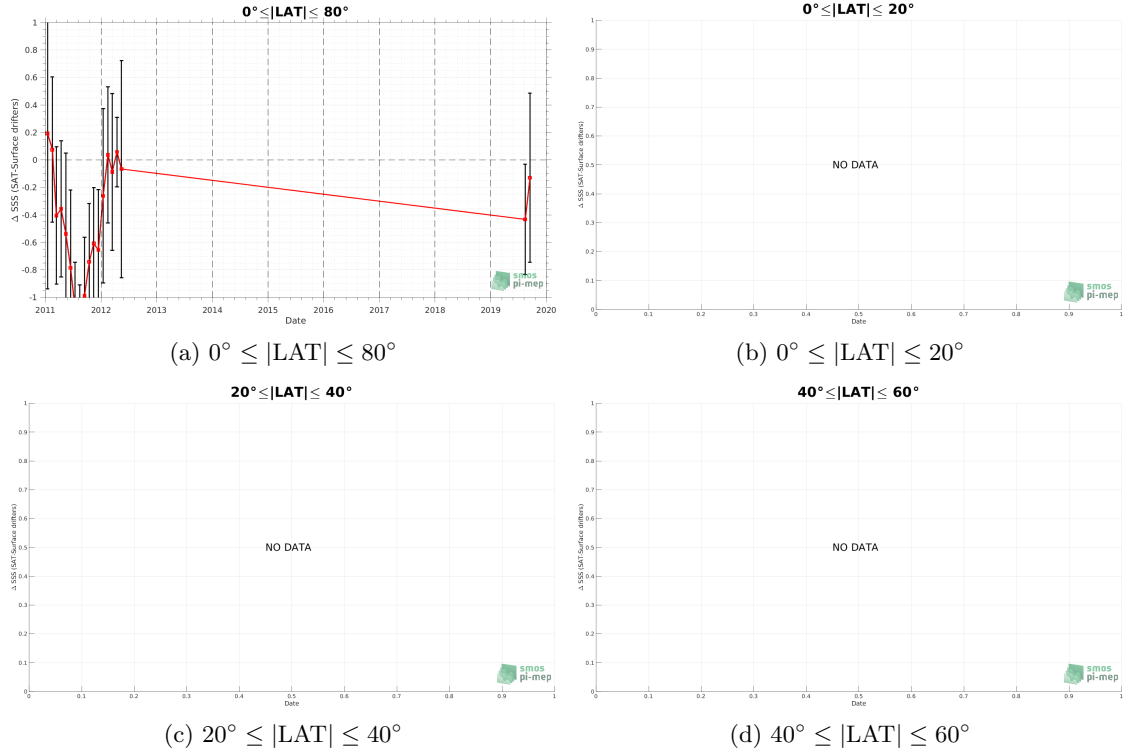 0°≤|LAT|≤ 80°
1
0.8
0.6
0.4
0.2
0
-0.2
-0.4
-0.6
-0.8
-1
Δ SSS (SAT-Surface drifters)
2011 2012 2013 2014 2015 2016 2017 2018 2019 2020
Date
smos
pi-mep
(a) 0° ≤ |LAT| ≤ 80°
0°≤|LAT|≤ 20°
1
0.9
0.8
0.7
0.6
0.5
0.4
0.3
0.2
0.1
0
Δ SSS (SAT-Surface drifters)
NO DATA
0 0.1 0.2 0.3 0.4 0.5 0.6 0.7 0.8 0.9 1
Date
smos
pi-mep
(b) 0° ≤ |LAT| ≤ 20°
20°≤|LAT|≤ 40°
1
0.9
0.8
0.7
0.6
0.5
0.4
0.3
0.2
0.1
0
Δ SSS (SAT-Surface drifters)
NO DATA
0 0.1 0.2 0.3 0.4 0.5 0.6 0.7 0.8 0.9 1
Date
smos
pi-mep
(c) 20° ≤ |LAT| ≤ 40°
40°≤|LAT|≤ 60°
1
0.9
0.8
0.7
0.6
0.5
0.4
0.3
0.2
0.1
0
Δ SSS (SAT-Surface drifters)
NO DATA
0 0.1 0.2 0.3 0.4 0.5 0.6 0.7 0.8 0.9 1
Date
smos
pi-mep
(d) 40° ≤ |LAT| ≤ 60°